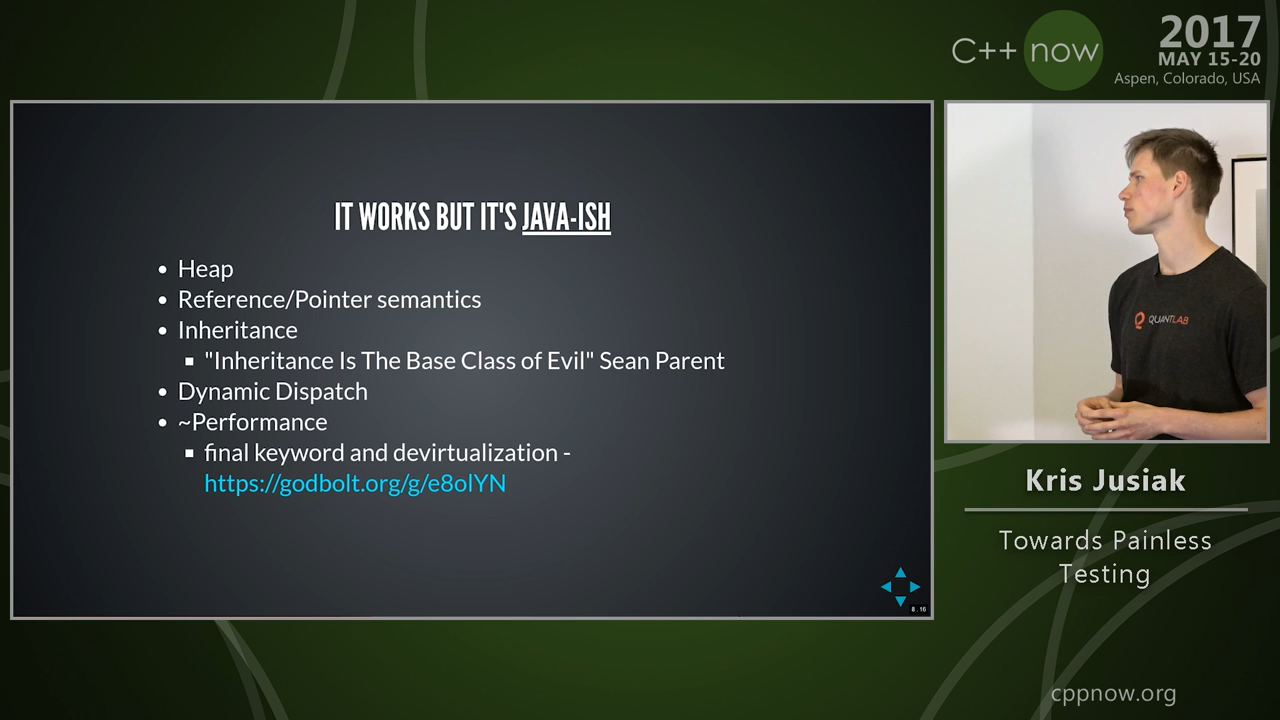 C++ now
2017
MAY 15-20
Aspen, Colorado, USA
IT WORKS BUT IT'S JAVA-ISH
• Heap
• Reference/Pointer semantics
• Inheritance
▪ "Inheritance Is The Base Class of Evil" Sean Parent
• Dynamic Dispatch
• ~Performance
▪ final keyword and devirtualization -
https://godbolt.org/g/e8olYN
8.16
QUANTLAB
Kris Jusiak
Towards Painless
Testing
cppnow.org